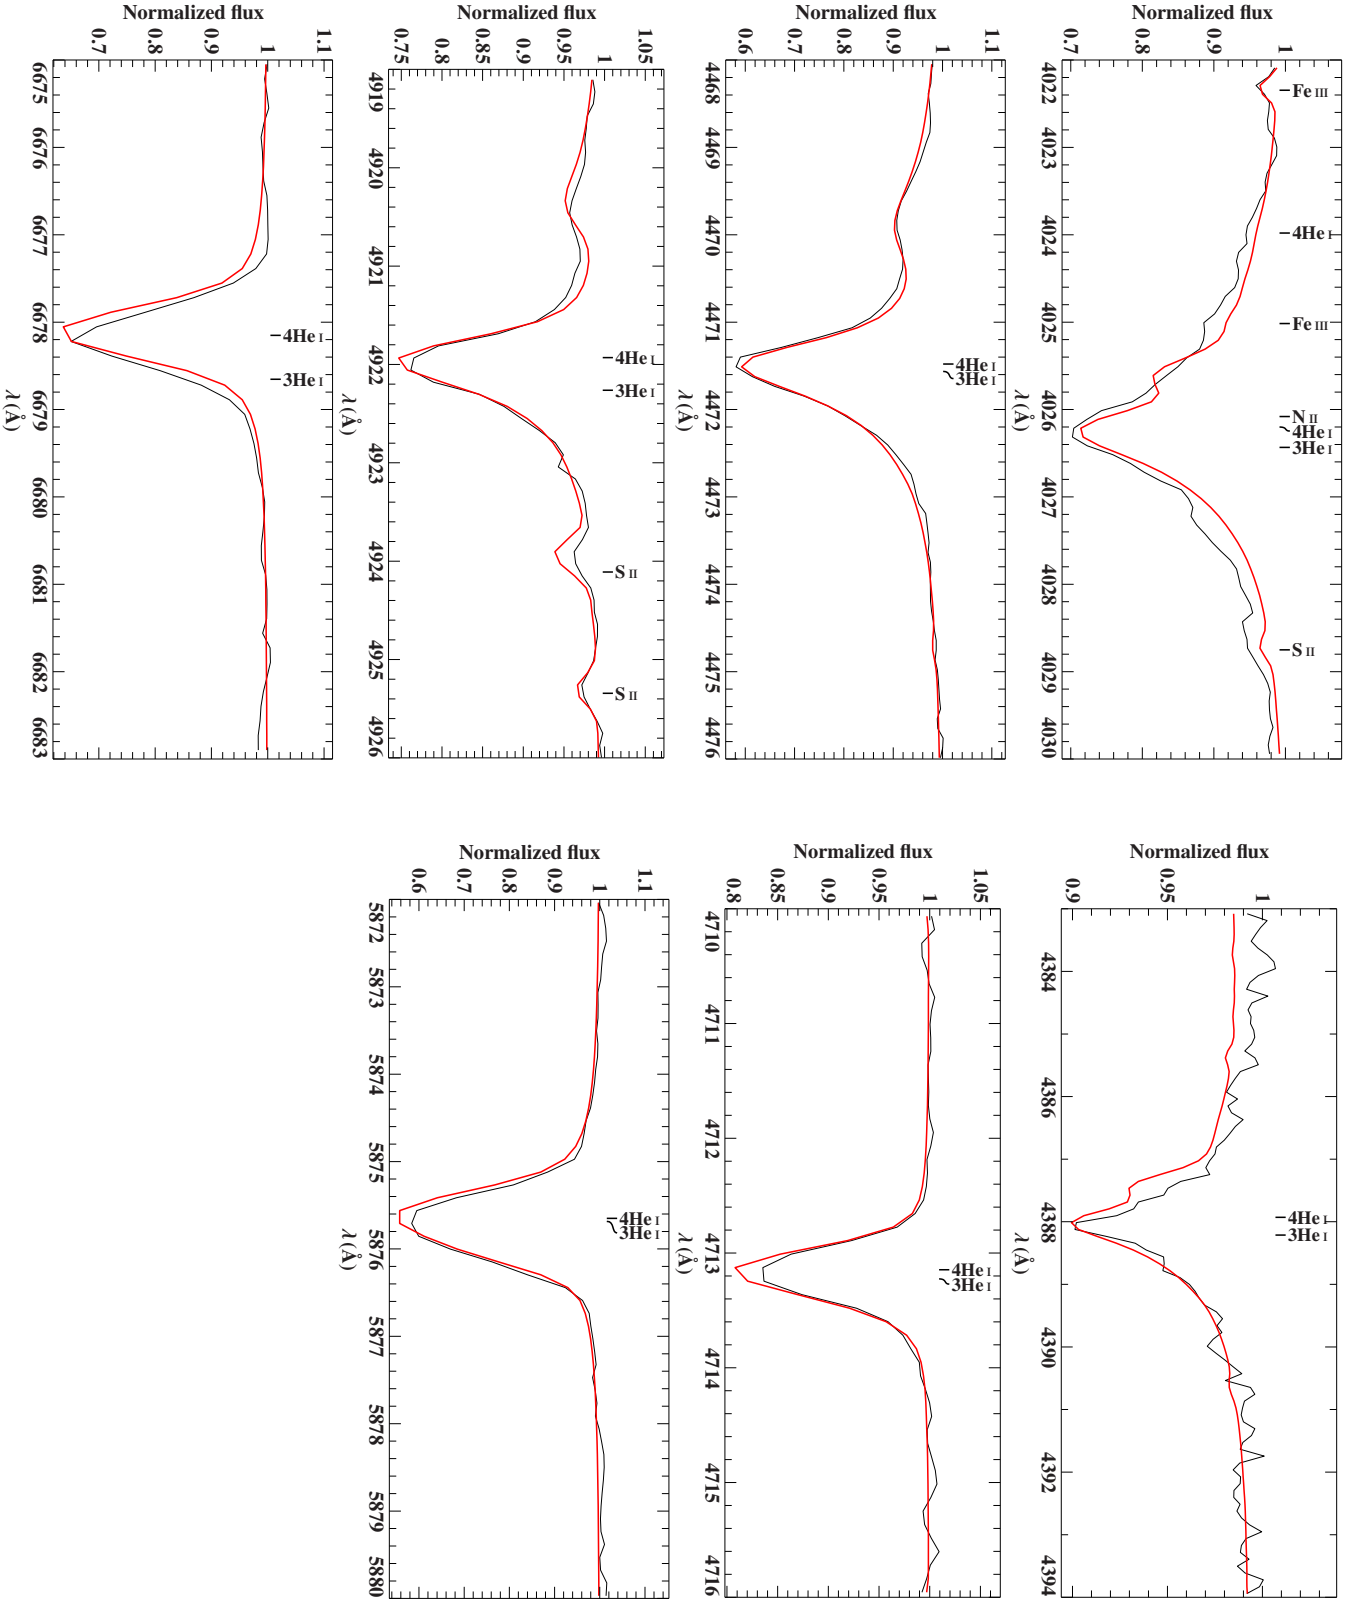 Normalized flux
1.1
1
0.9
0.8
0.7
6675
6676
6677
6678
6679
6680
6681
6682
6683
λ (Å)
4He I
3He I
Normalized flux
1.05
1
0.95
0.9
0.85
0.8
0.75
4919
4920
4921
4922
4923
4924
4925
4926
λ (Å)
4He I
3He I
S II
S II
Normalized flux
1.1
1
0.9
0.8
0.7
0.6
4468
4469
4470
4471
4472
4473
4474
4475
4476
4He I
3He I
Normalized flux
1
0.9
0.8
0.7
4022
4023
4024
4025
4026
4027
4028
4029
4030
Fe III
4He I
Fe III
N II
4He I
3He I
S II
Normalized flux
1.1
1
0.9
0.8
0.7
0.6
5872
5873
5874
5875
5876
5877
5878
5879
5880
λ (Å)
4He I
3He I
Normalized flux
1.05
1
0.95
0.9
0.85
0.8
4710
4711
4712
4713
4714
4715
4716
λ (Å)
4He I
3He I
Normalized flux
1
0.95
0.9
4384
4386
4388
4390
4392
4394
λ (Å)
4He I
3He I